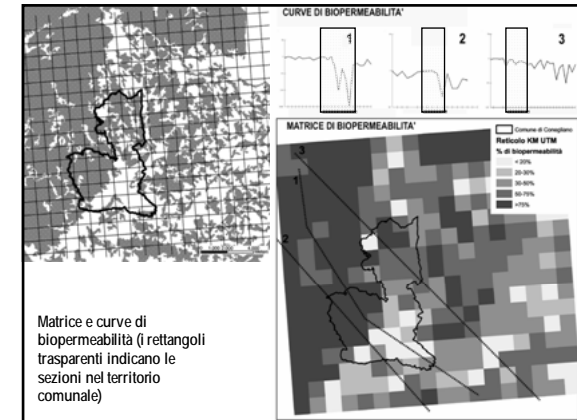 CURVE DI BIOPERMEABILITA'
1
2
3
MATRICE DI BIOPERMEABILITA'
Comune di Conegliano
Reticolo KM UTM
% di biopermeabilità
< 20%
20-30%
30-50%
50-75%
>75%
3
1
2
Matrice e curve di
biopermeabilità (i rettangoli
trasparenti indicano le
sezioni nel territorio
comunale)